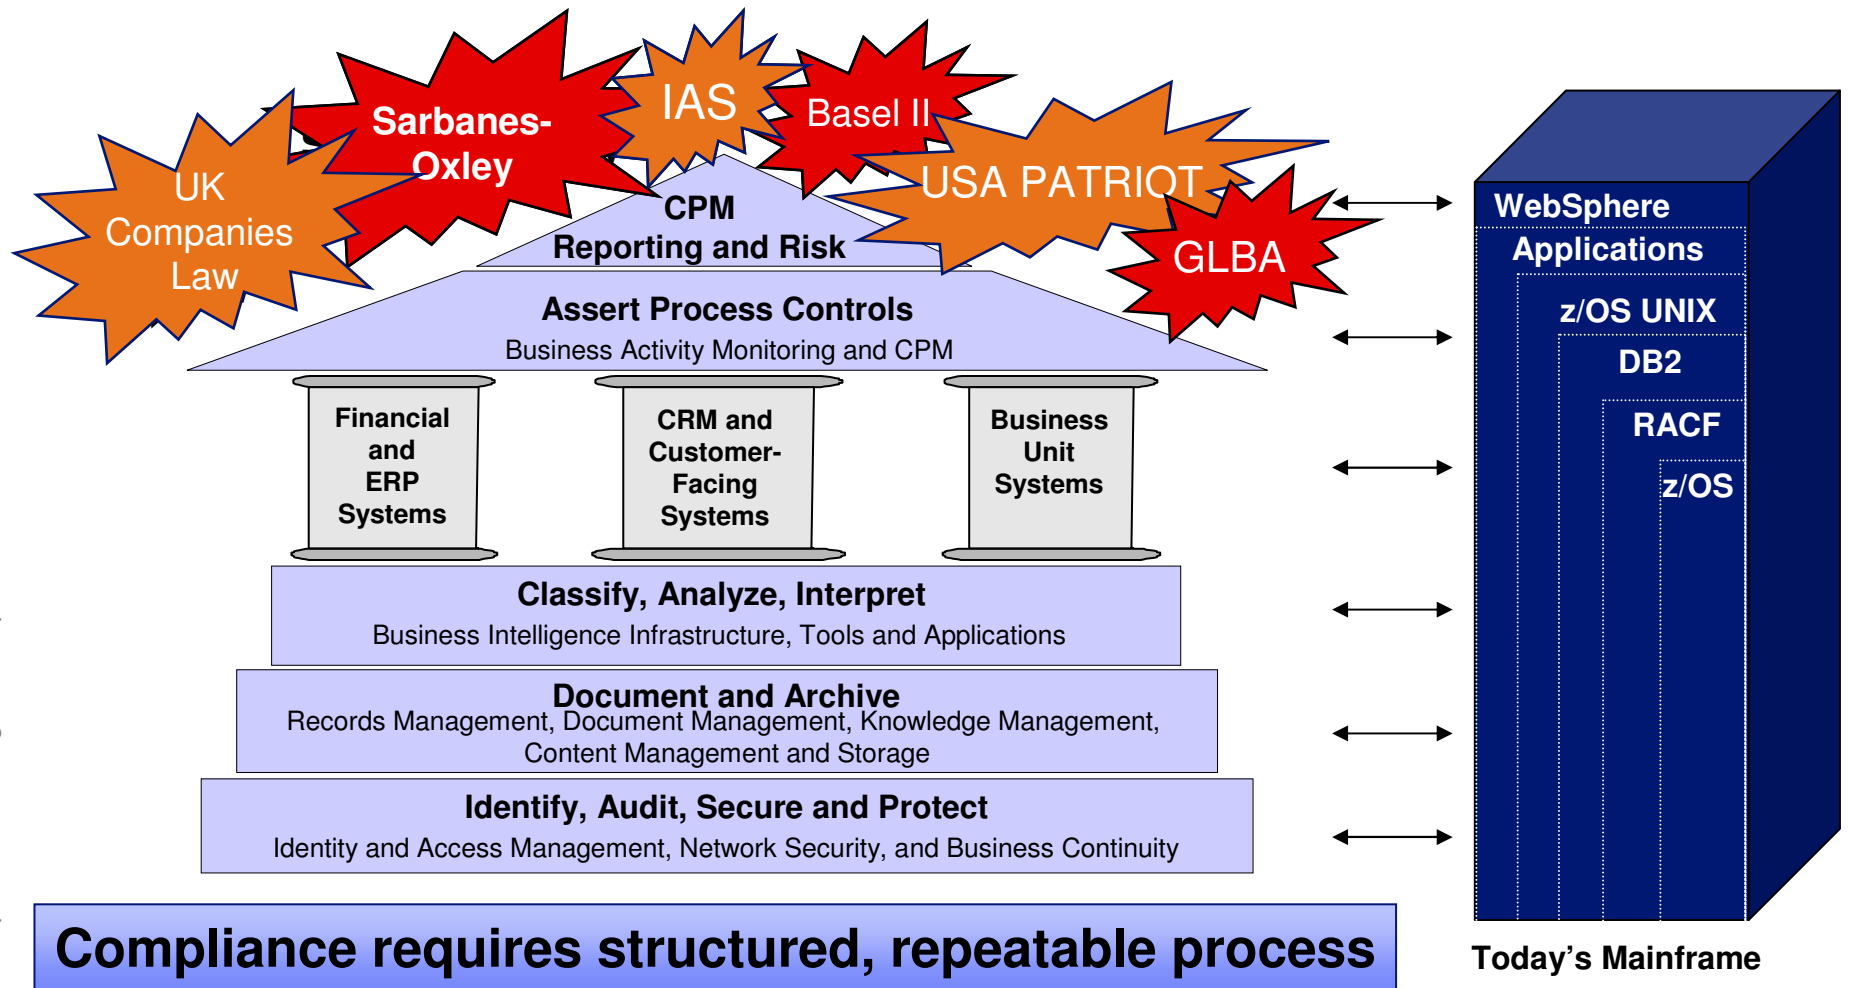 UK
Companies
Law
Sarbanes-
Oxley
IAS
Basel II
USA PATRIOT
GLBA
CPM
Reporting and Risk
Assert Process Controls
Business Activity Monitoring and CPM
Financial
and
ERP
Systems
CRM and
Customer-
Facing
Systems
Business
Unit
Systems
Classify, Analyze, Interpret
Business Intelligence Infrastructure, Tools and Applications
Document and Archive
Records Management, Document Management, Knowledge Management,
Content Management and Storage
Identify, Audit, Secure and Protect
Identity and Access Management, Network Security, and Business Continuity
Compliance requires structured, repeatable process
WebSphere
Applications
z/OS UNIX
DB2
RACF
z/OS
Today's Mainframe